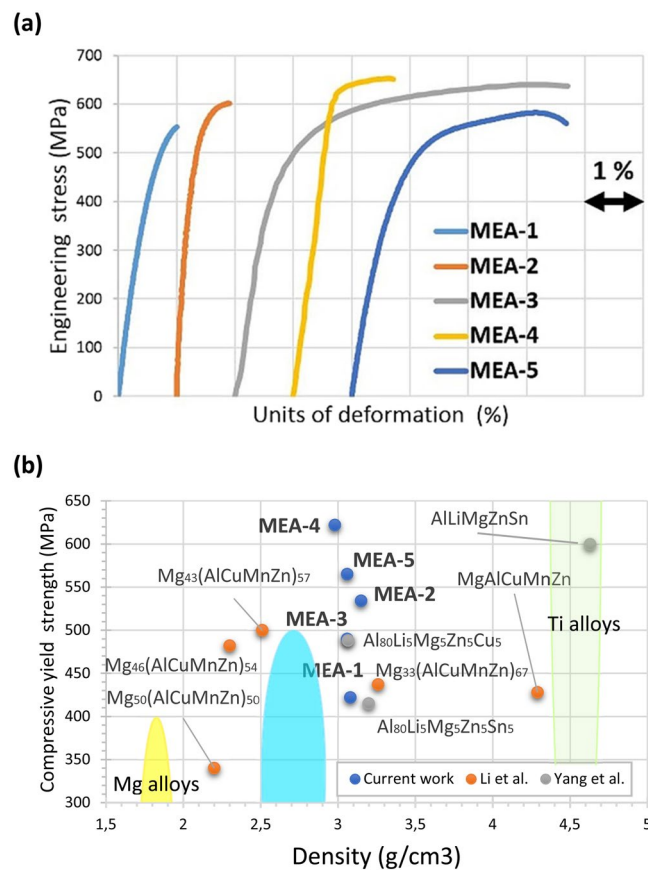 (a)
700
600
500
400
300
200
100
0
Engineering stress (MPa)
1 %
MEA-1
MEA-2
MEA-3
MEA-4
MEA-5
Units of deformation (%)
(b)
650
600
550
500
450
400
350
300
Compressive yield strength (MPa)
AlLiMgZnSn
MEA-4
MEA-5
MgAlCuMnZn
Mg43(AlCuMnZn)57
MEA-2
MEA-3
Ti alloys
Al80Li5Mg5Zn5Cu5
Mg46(AlCuMnZn)54
MEA-1
Mg33(AlCuMnZn)67
Mg50(AlCuMnZn)50
Al80Li5Mg5Zn5Sn5
Mg alloys
Current work
Li et al.
Yang et al.
1,5 2 2,5 3 3,5 4 4,5 5
Density (g/cm3)